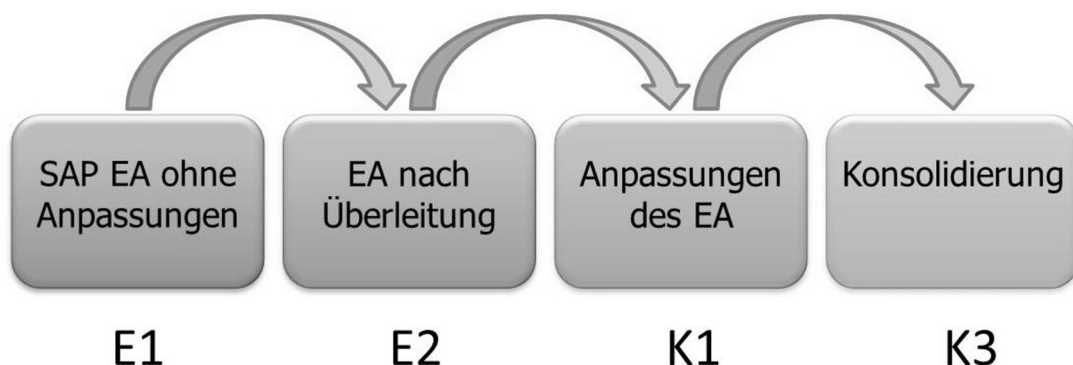 SAP EA ohne
Anpassungen
EA nach
Überleitung
Anpassungen
des EA
Konsolidierung
E1
E2
K1
K3